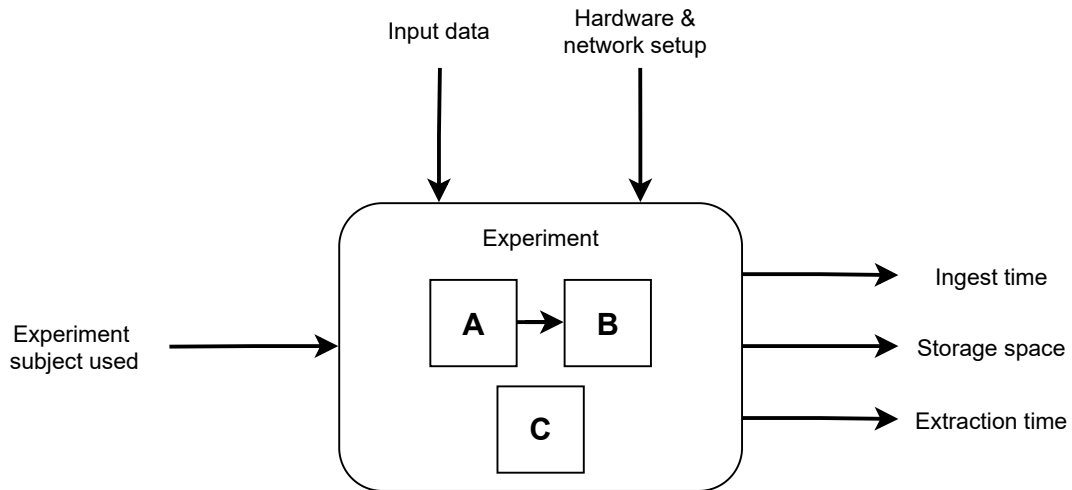 Input data
Hardware &
network setup
Experiment
A
B
C
Experiment
subject used
Ingest time
Storage space
Extraction time